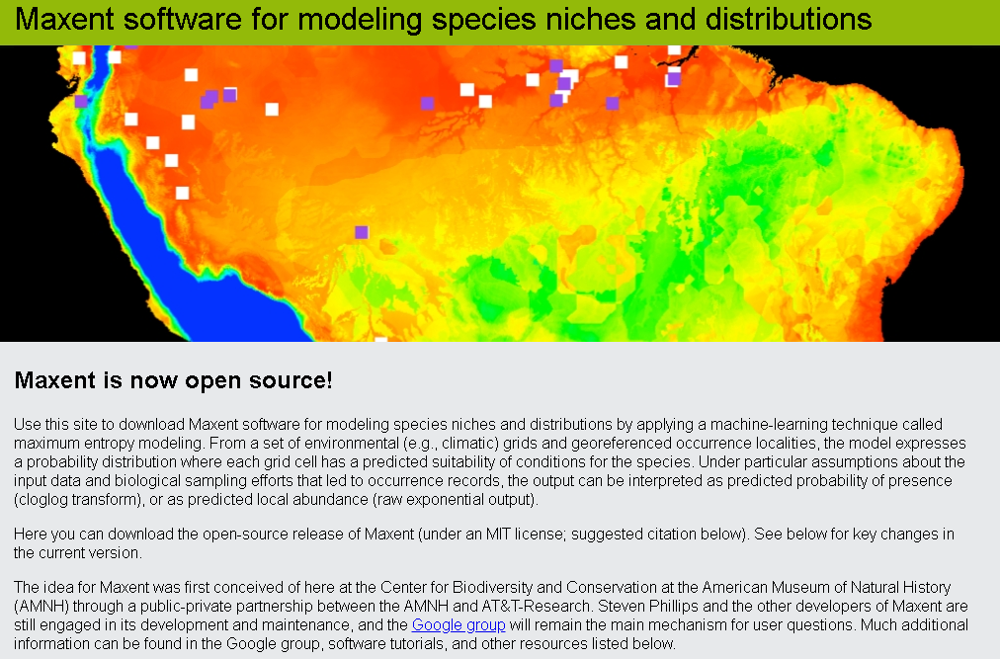 Maxent software for modeling species niches and distributions
Maxent is now open source!
Use this site to download Maxent software for modeling species niches and distributions by applying a machine-learning technique called
maximum entropy modeling. From a set of environmental (e.g., climatic) grids and georeferenced occurrence localities, the model expresses
a probability distribution where each grid cell has a predicted suitability of conditions for the species. Under particular assumptions about the
input data and biological sampling efforts that led to occurrence records, the output can be interpreted as predicted probability of presence
(cloglog transform), or as predicted local abundance (raw exponential output).
Here you can download the open-source release of Maxent (under an MIT license; suggested citation below). See below for key changes in
the current version.
The idea for Maxent was first conceived of here at the Center for Biodiversity and Conservation at the American Museum of Natural History
(AMNH) through a public-private partnership between the AMNH and AT&T-Research. Steven Phillips and the other developers of Maxent are
still engaged in its development and maintenance, and the Google group will remain the main mechanism for user questions. Much additional
information can be found in the Google group, software tutorials, and other resources listed below.